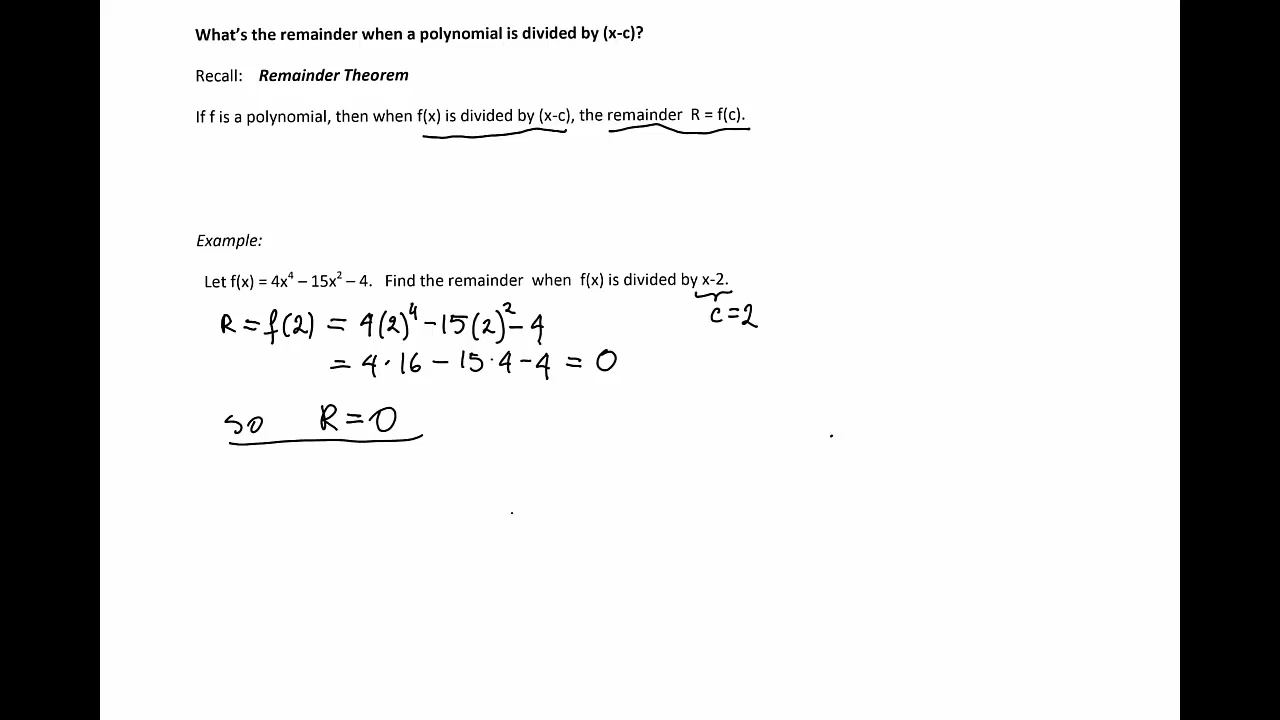 What's the remainder when a polynomial is divided by (x-c)?
Recall: Remainder Theorem
If f is a polynomial, then when f(x) is divided by (x-c), the remainder R = f(c).
Example:
Let f(x) = 4x⁴ – 15x² – 4. Find the remainder when f(x) is divided by x-2.
c=2
R = f(2) = 4(2)⁴ - 15(2)² - 4
= 4·16 - 15·4 - 4 = 0
so R=0